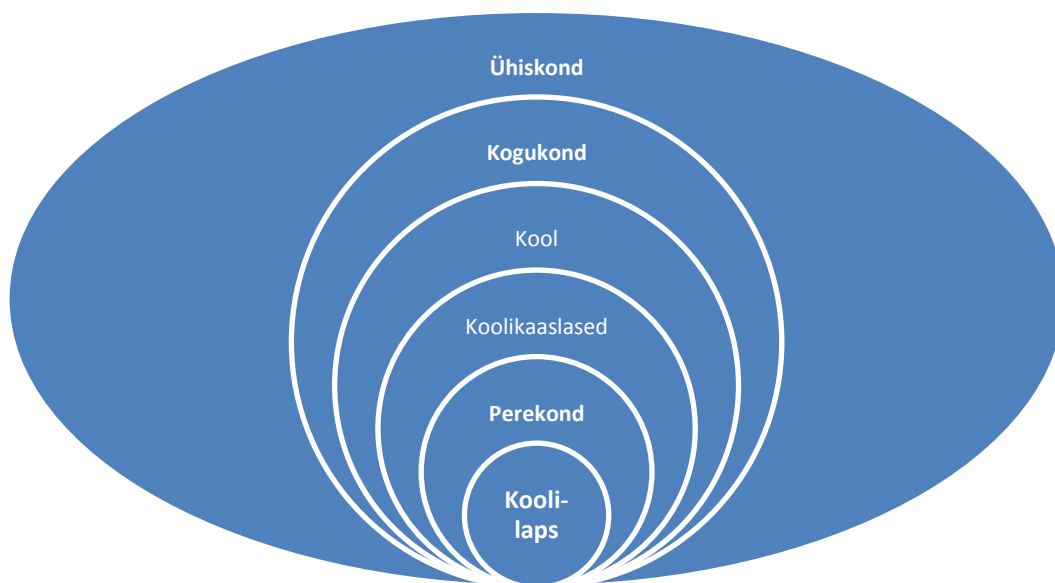 Ühiskond
Kogukond
Kool
Koolikaaslased
Perekond
Kooli-
laps